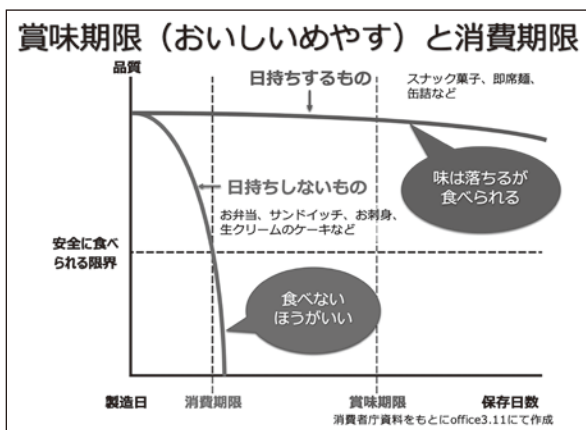 賞味期限（おいしいめやす）と消費期限
品質
日持ちするもの
スナック菓子、即席麺、
缶詰など
味は落ちるが
食べられる
日持ちしないもの
お弁当、サンドイッチ、お刺身、
生クリームのケーキなど
安全に食べ
られる限界
食べない
ほうがいい
製造日
消費期限
賞味期限
保存日数
消費者庁資料をもとにoffice3.11にて作成